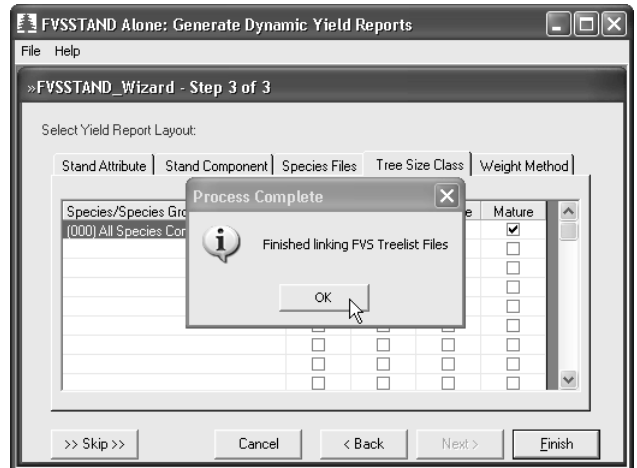 FVSSTAND Alone: Generate Dynamic Yield Reports
File Help
»FVSSTAND_Wizard - Step 3 of 3
Select Yield Report Layout:
Stand Attribute Stand Component Species Files Tree Size Class Weight Method
Process Complete
Species/Species Gro e Mature
(000) All Species Co
Finished linking FVS Treelist Files
OK
>> Skip >> Cancel < Back Next > Finish